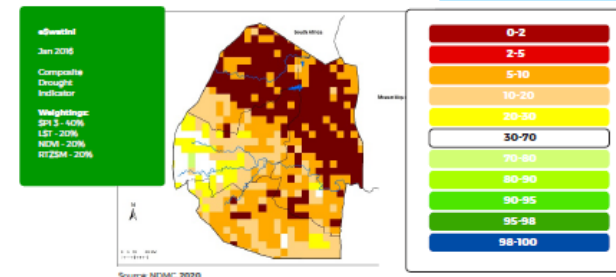 eSwatini
Jan 2016
Composite
Drought
Indicator
Weightings:
SPI 3 - 40%
LST - 20%
NDVI - 20%
RTZSM - 20%
South Africa
N
0-2
2-5
5-10
10-20
20-30
30-70
70-80
80-90
90-95
95-98
98-100
Source: NDMC, 2020